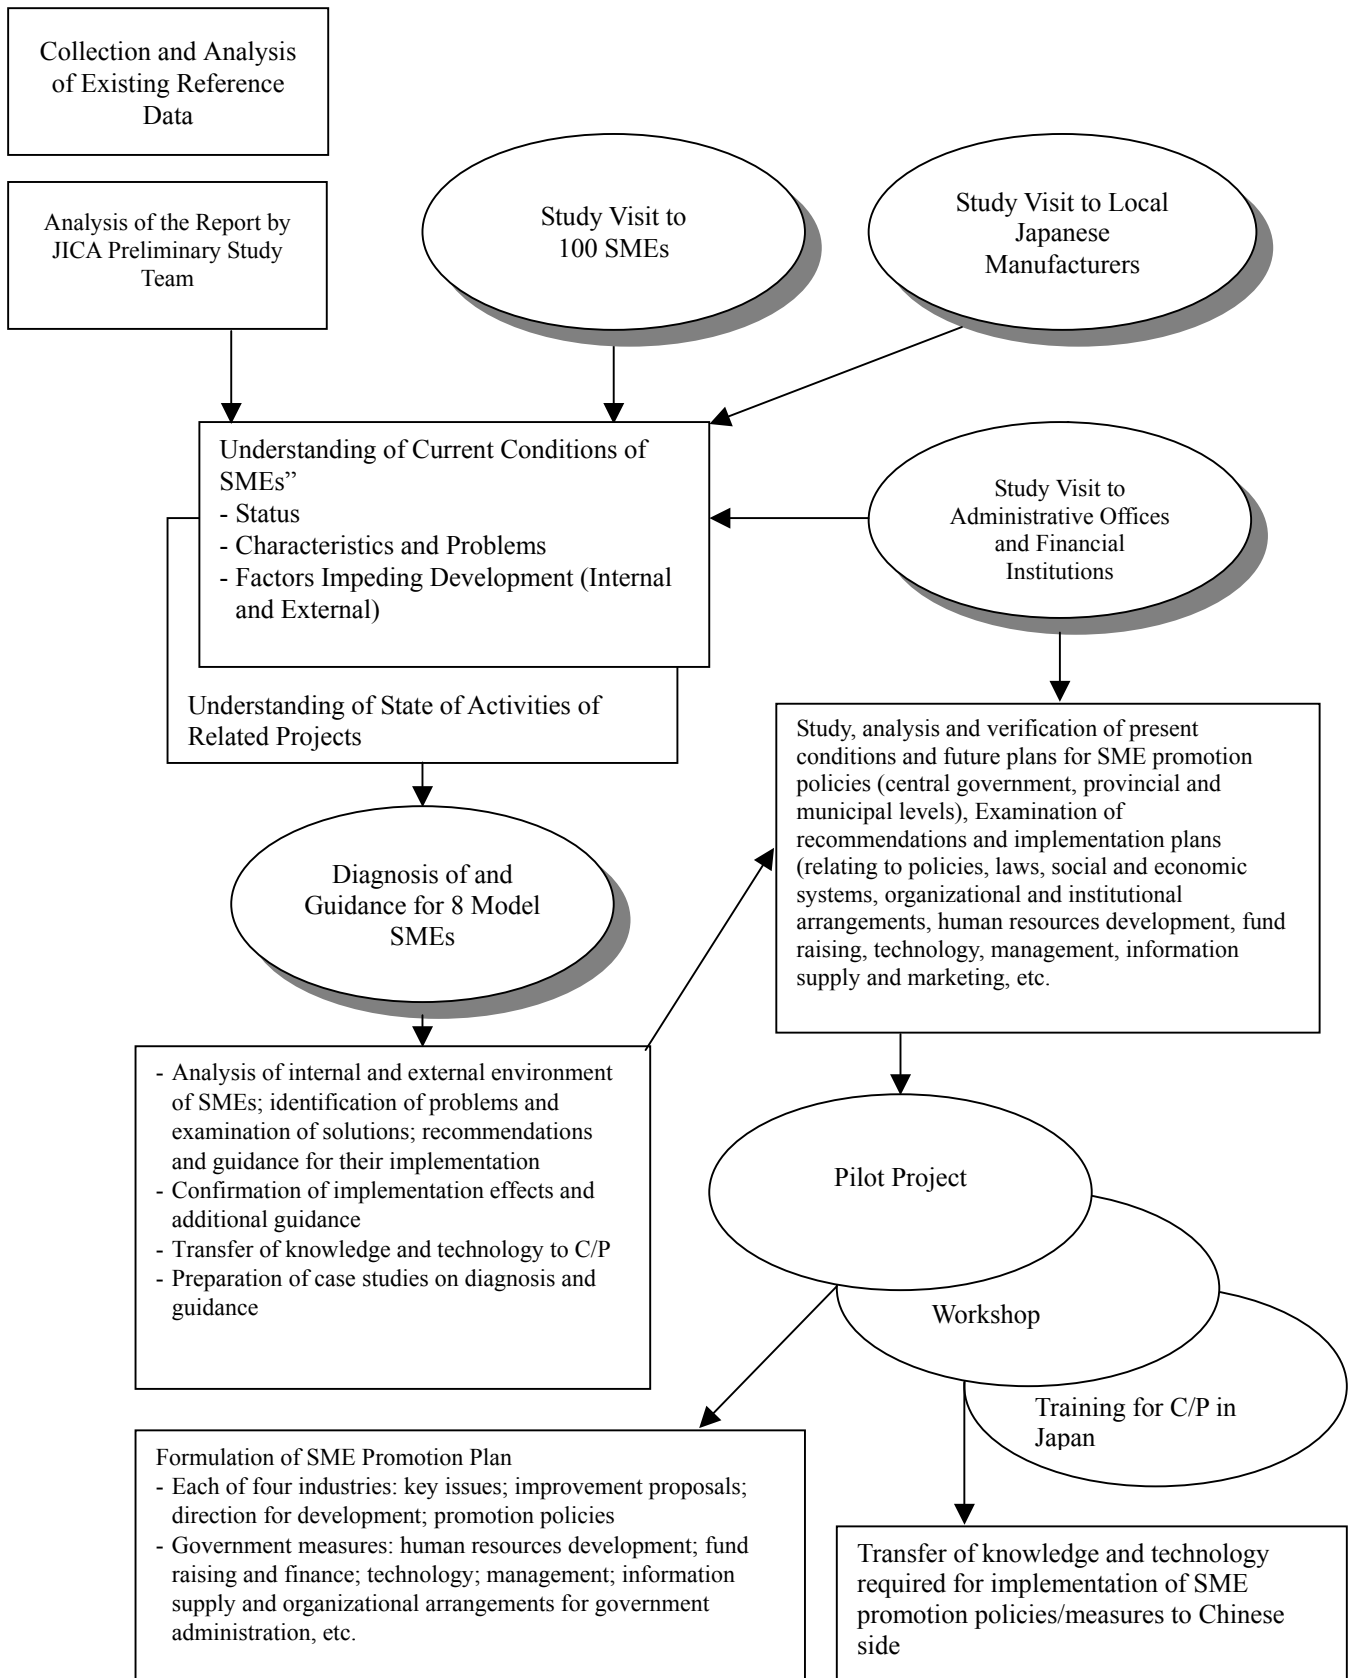 Collection and Analysis
of Existing Reference
Data
Analysis of the Report by
JICA Preliminary Study
Team
Study Visit to
100 SMEs
Study Visit to Local
Japanese
Manufacturers
Understanding of Current Conditions of
SMEs”
- Status
- Characteristics and Problems
- Factors Impeding Development (Internal
and External)
Study Visit to
Administrative Offices
and Financial
Institutions
Understanding of State of Activities of
Related Projects
Study, analysis and verification of present
conditions and future plans for SME promotion
policies (central government, provincial and
municipal levels), Examination of
recommendations and implementation plans
(relating to policies, laws, social and economic
systems, organizational and institutional
arrangements, human resources development, fund
raising, technology, management, information
supply and marketing, etc.
Diagnosis of and
Guidance for 8 Model
SMEs
- Analysis of internal and external environment
of SMEs; identification of problems and
examination of solutions; recommendations
and guidance for their implementation
- Confirmation of implementation effects and
additional guidance
- Transfer of knowledge and technology to C/P
- Preparation of case studies on diagnosis and
guidance
Pilot Project
Workshop
Training for C/P in
Japan
Formulation of SME Promotion Plan
- Each of four industries: key issues; improvement proposals;
direction for development; promotion policies
- Government measures: human resources development; fund
raising and finance; technology; management; information
supply and organizational arrangements for government
administration, etc.
Transfer of knowledge and technology
required for implementation of SME
promotion policies/measures to Chinese
side